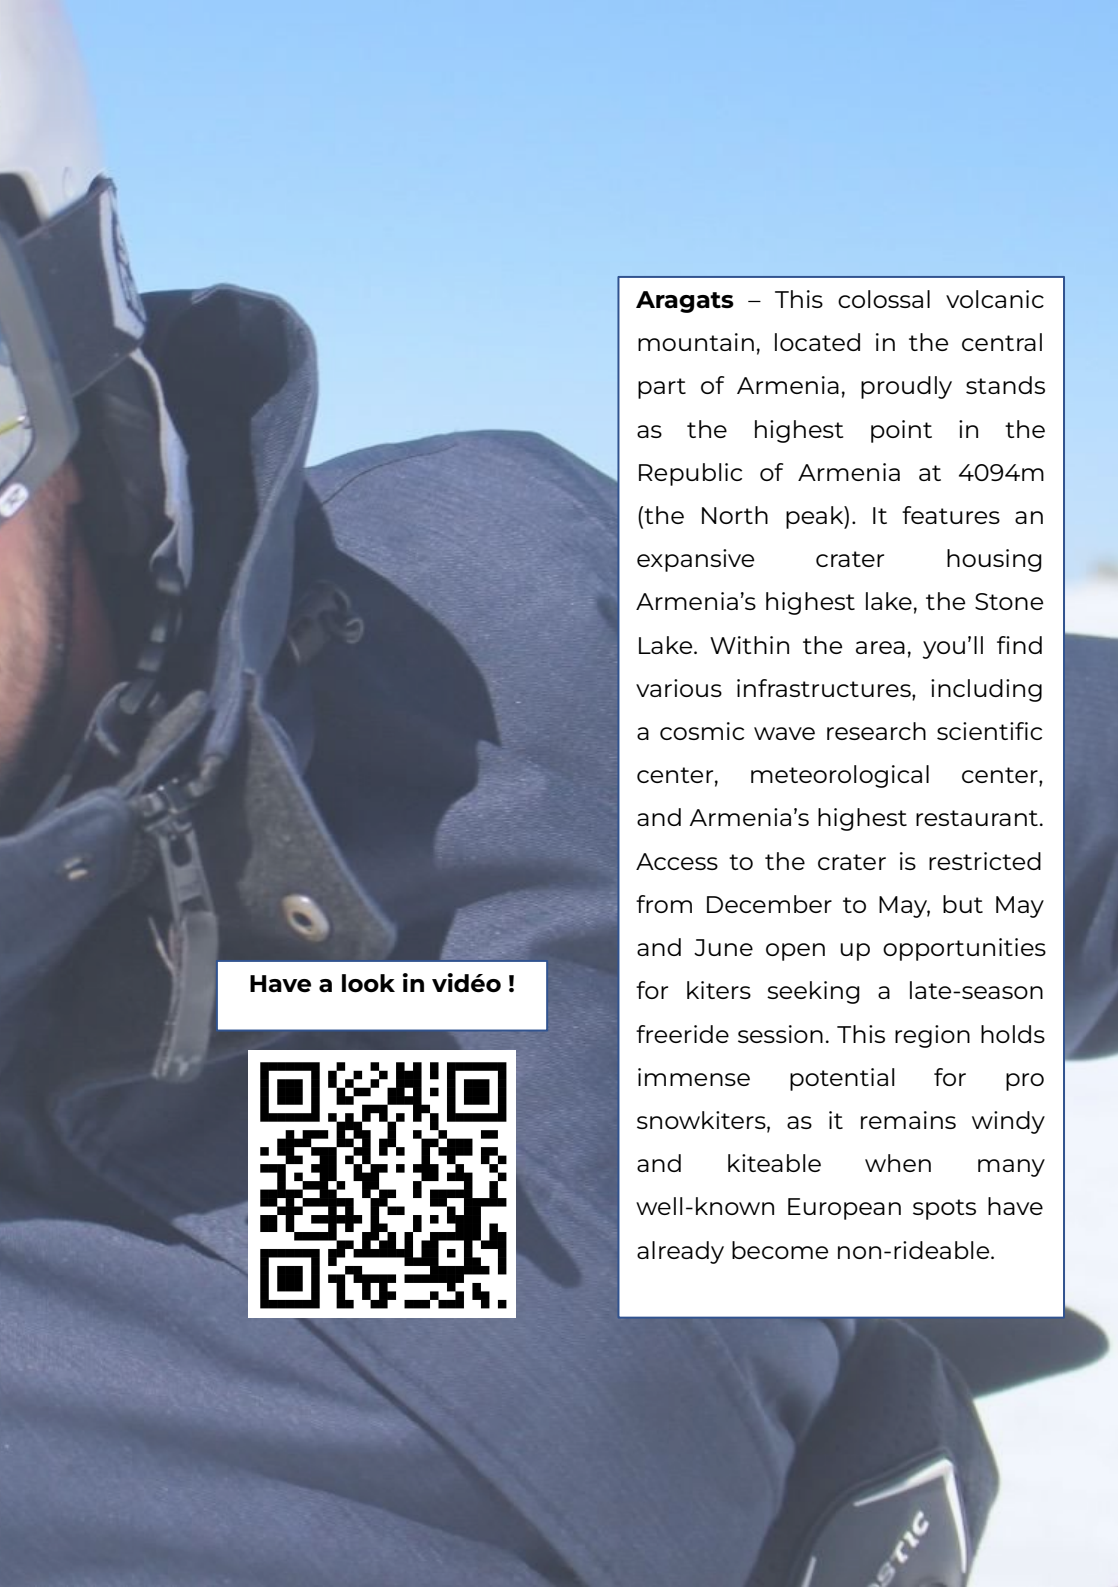 Aragats – This colossal volcanic
mountain, located in the central
part of Armenia, proudly stands
as the highest point in the
Republic of Armenia at 4094m
(the North peak). It features an
expansive crater housing
Armenia’s highest lake, the Stone
Lake. Within the area, you’ll find
various infrastructures, including
a cosmic wave research scientific
center, meteorological center,
and Armenia’s highest restaurant.
Access to the crater is restricted
from December to May, but May
and June open up opportunities
for kiters seeking a late-season
freeride session. This region holds
immense potential for pro
snowkiters, as it remains windy
and kiteable when many
well-known European spots have
already become non-rideable.
Have a look in vidéo !